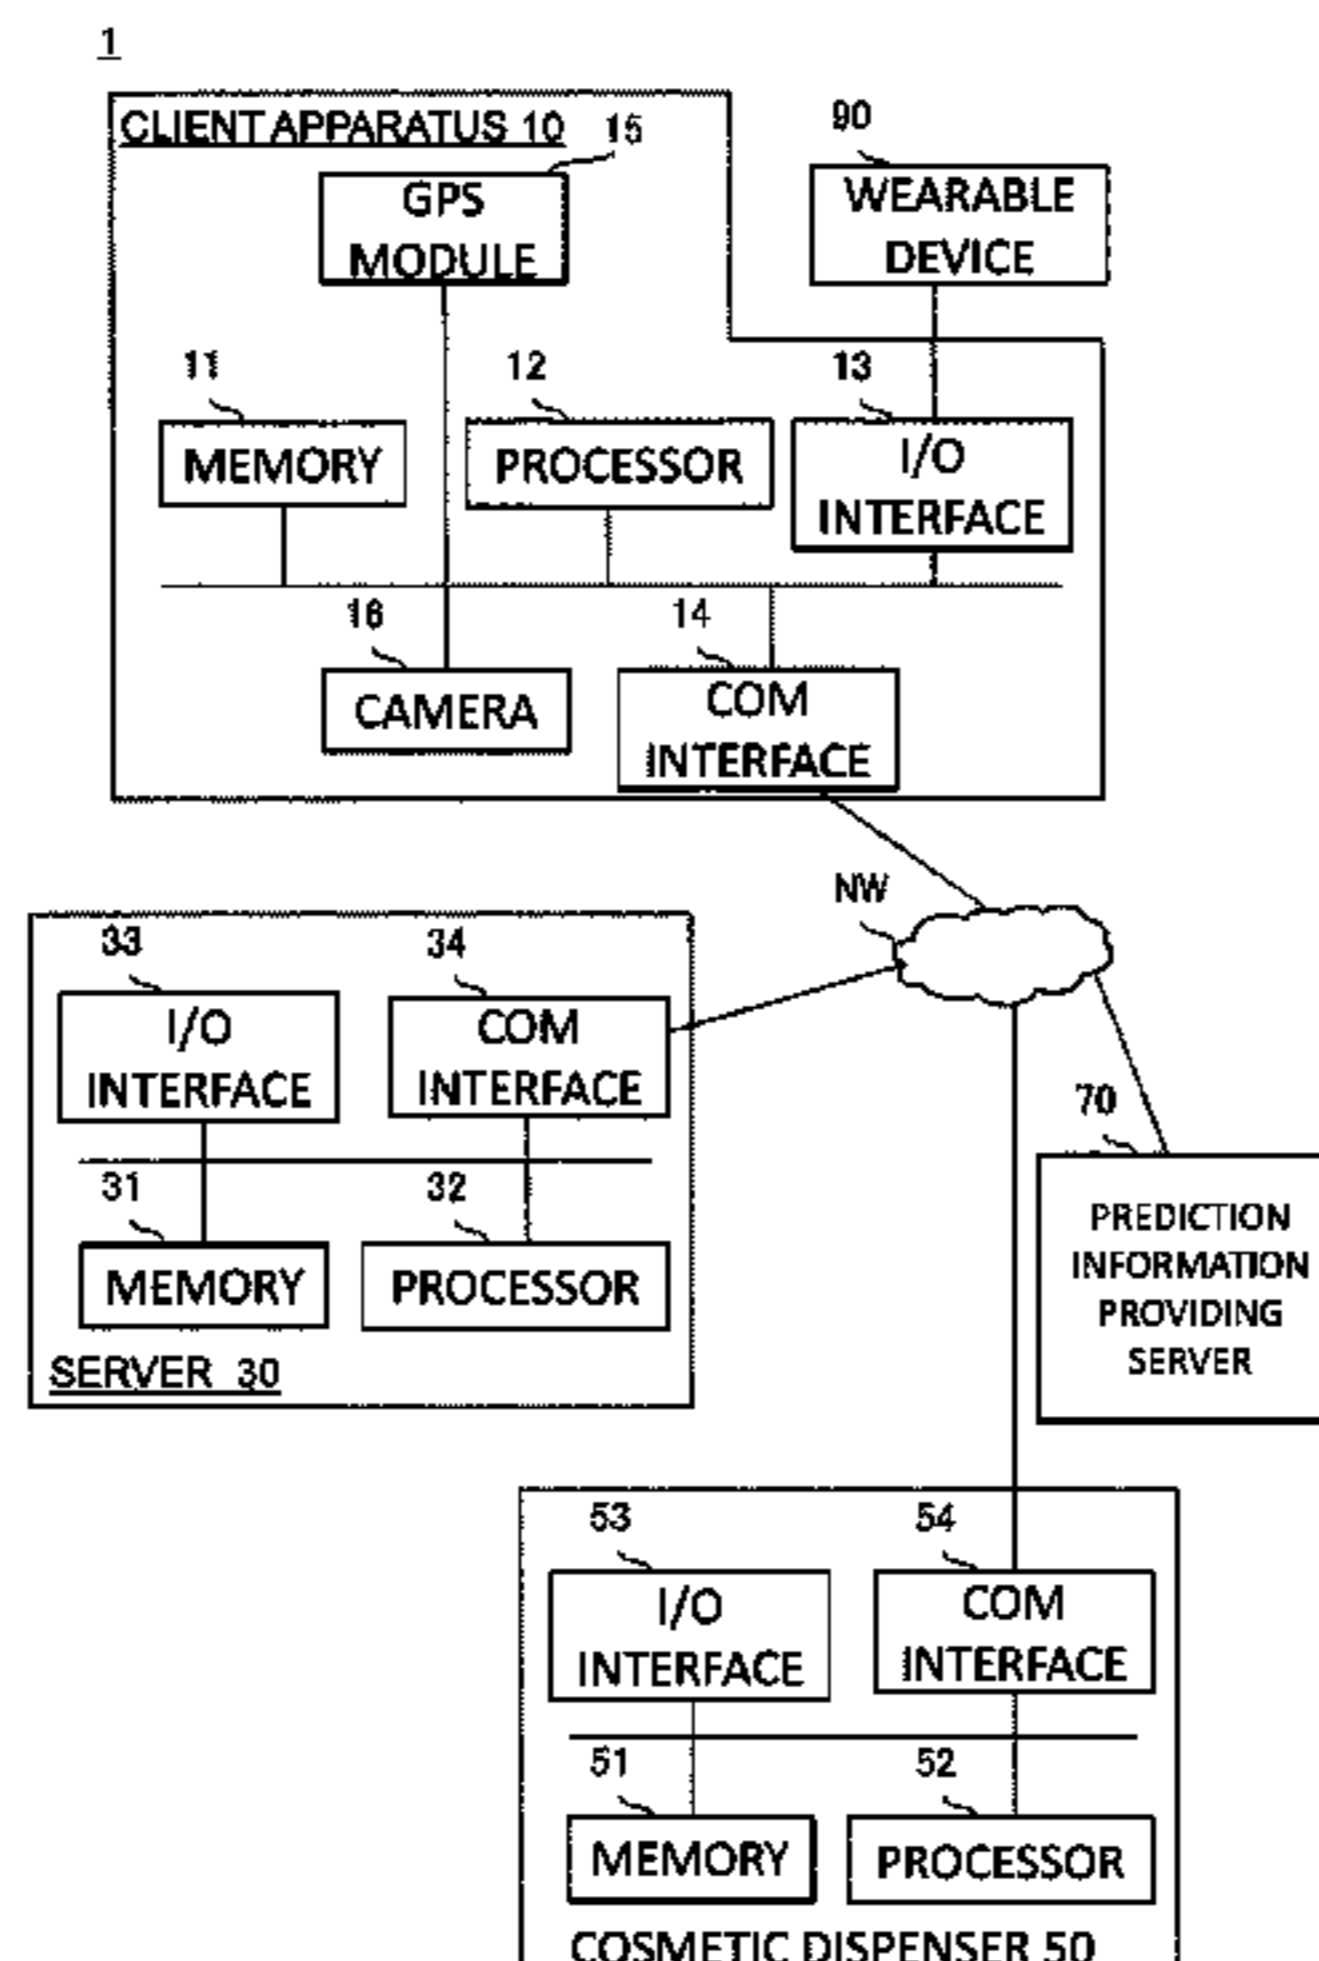 1
CLIENT APPARATUS 10
15
90
GPS
MODULE
WEARABLE
DEVICE
11
12
13
MEMORY
PROCESSOR
I/O
INTERFACE
16
14
CAMERA
COM
INTERFACE
NW
33
34
I/O
INTERFACE
COM
INTERFACE
70
31
32
MEMORY
PROCESSOR
PREDICTION
INFORMATION
PROVIDING
SERVER
SERVER 30
53
54
I/O
INTERFACE
COM
INTERFACE
51
52
MEMORY
PROCESSOR
COSMETIC DISPENSER 50